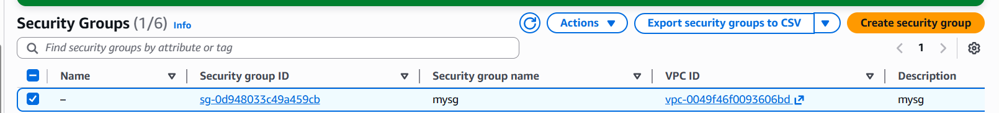 Security Groups (1/6) Info
Actions
Export security groups to CSV
Create security group
Find security groups by attribute or tag
1
Name Security group ID Security group name VPC ID Description
– sg-0d948033c49a459cb mysg vpc-0049f46f0093606bd mysg